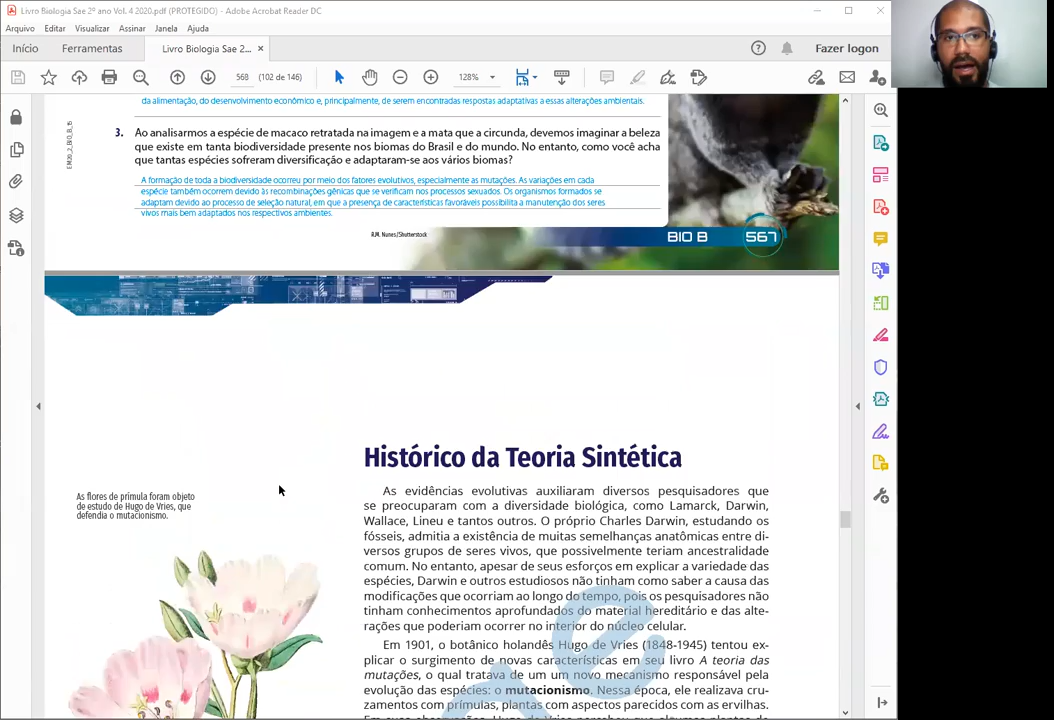 Livro Biologia Sae 2º ano Vol. 4 2020.pdf (PROTEGIDO) - Adobe Acrobat Reader DC
Arquivo Editar Visualizar Assinar Janela Ajuda
Início Ferramentas Livro Biologia Sae 2... × Fazer logon
568 (102 de 146) 128%
da alimentação, do desenvolvimento econômico e, principalmente, de serem encontradas respostas adaptativas a essas alterações ambientais.
3. Ao analisarmos a espécie de macaco retratada na imagem e a mata que a circunda, devemos imaginar a beleza
que existe em tanta biodiversidade presente nos biomas do Brasil e do mundo. No entanto, como você acha
que tantas espécies sofreram diversificação e adaptaram-se aos vários biomas?
A formação de toda a biodiversidade ocorreu por meio dos fatores evolutivos, especialmente as mutações. As variações em cada
espécie também ocorrem devido às recombinações gênicas que se verificam nos processos sexuados. Os organismos formados se
adaptam devido ao processo de seleção natural, em que a presença de características favoráveis possibilita a manutenção dos seres
vivos mais bem adaptados nos respectivos ambientes.
EM20_2_BIO_B_15
R.M. Nunes/Shutterstock
BIO B 567
As flores de prímula foram objeto
de estudo de Hugo de Vries, que
defendia o mutacionismo.
Histórico da Teoria Sintética
As evidências evolutivas auxiliaram diversos pesquisadores que
se preocuparam com a diversidade biológica, como Lamarck, Darwin,
Wallace, Lineu e tantos outros. O próprio Charles Darwin, estudando os
fósseis, admitia a existência de muitas semelhanças anatômicas entre di-
versos grupos de seres vivos, que possivelmente teriam ancestralidade
comum. No entanto, apesar de seus esforços em explicar a variedade das
espécies, Darwin e outros estudiosos não tinham como saber a causa das
modificações que ocorriam ao longo do tempo, pois os pesquisadores não
tinham conhecimentos aprofundados do material hereditário e das alte-
rações que poderiam ocorrer no interior do núcleo celular.
Em 1901, o botânico holandês Hugo de Vries (1848-1945) tentou ex-
plicar o surgimento de novas características em seu livro A teoria das
mutações, o qual tratava de um um novo mecanismo responsável pela
evolução das espécies: o mutacionismo. Nessa época, ele realizava cru-
zamentos com prímulas, plantas com aspectos parecidos com as ervilhas.